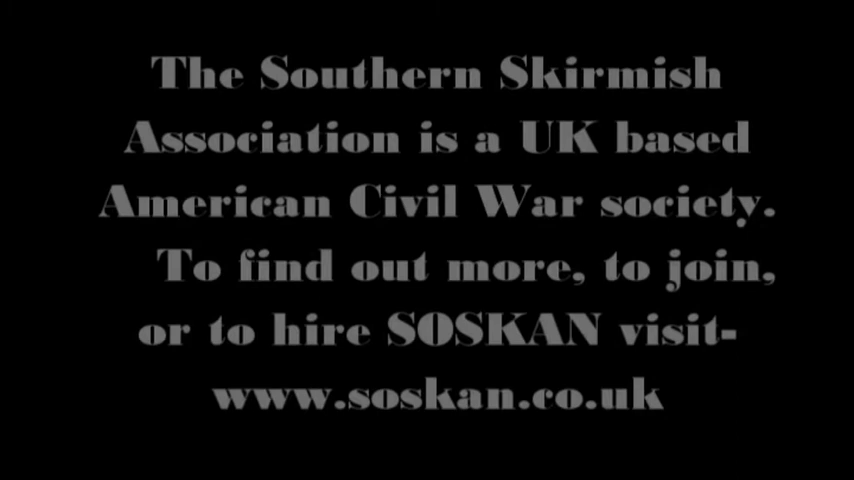 The Southern Skirmish
Association is a UK based
American Civil War society.
To find out more, to join,
or to hire SOSKAN visit-
www.soskan.co.uk